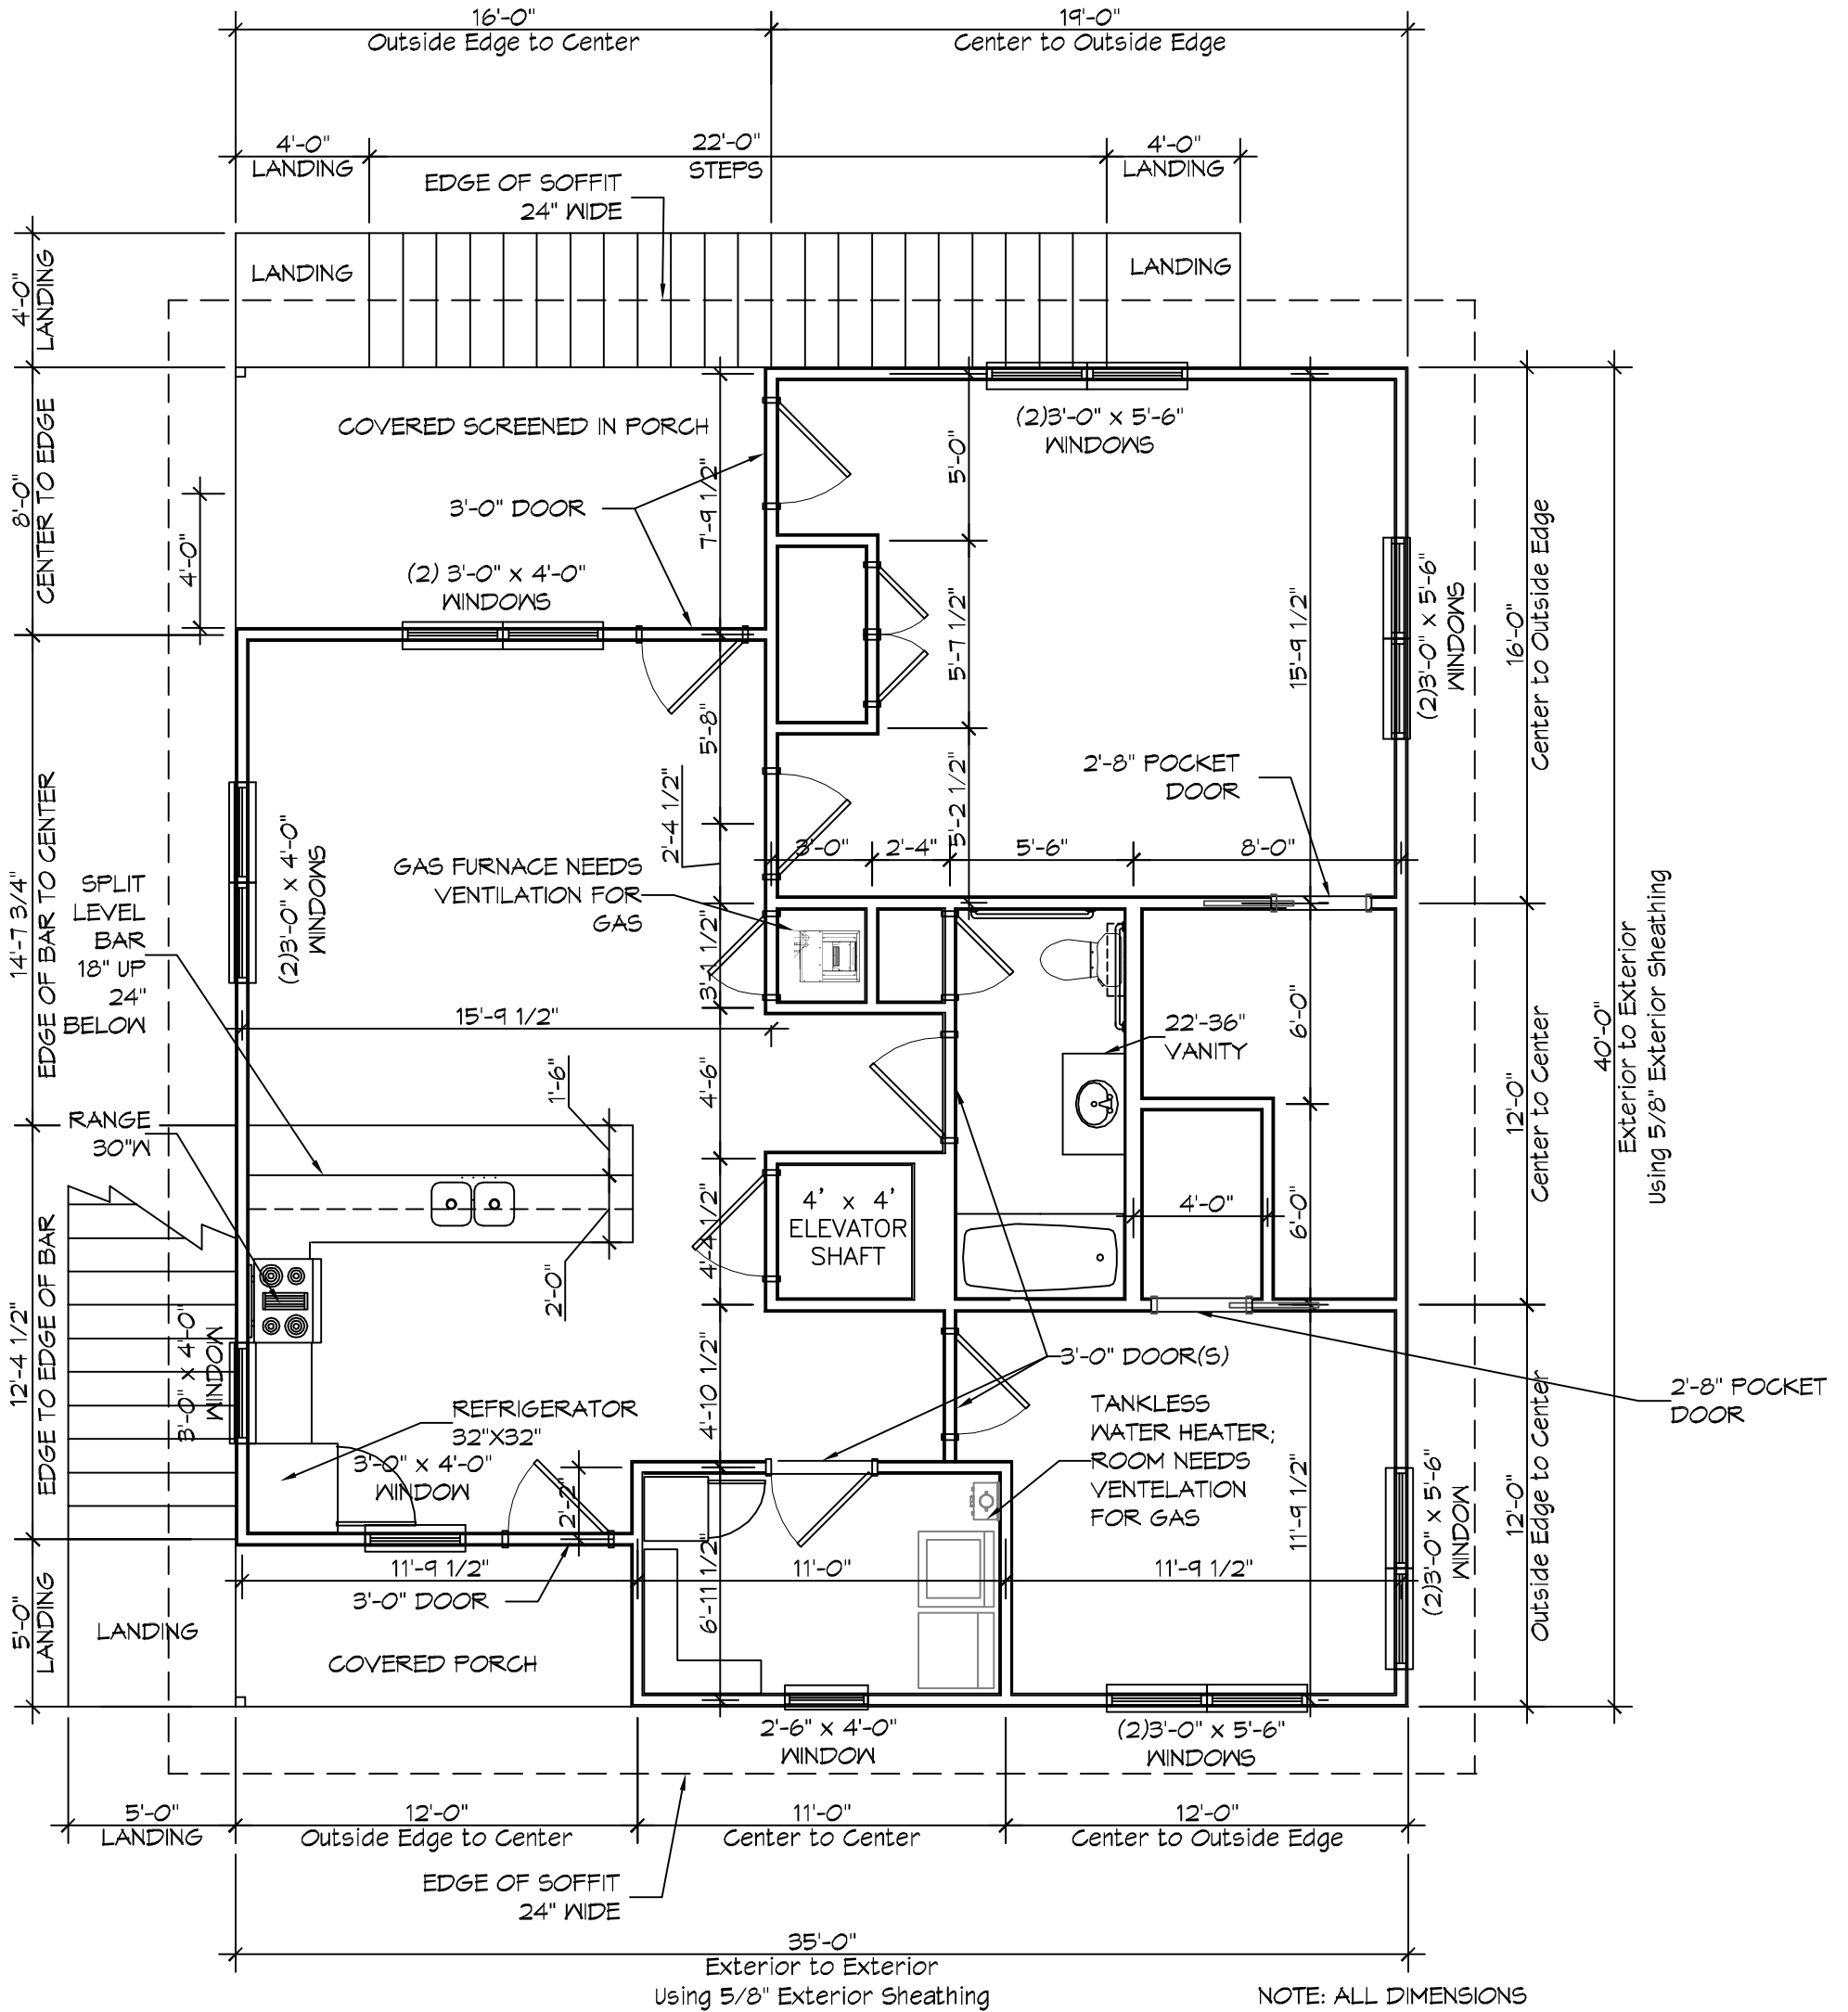 16'-0"
Outside Edge to Center
19'-0"
Center to Outside Edge
4'-0"
LANDING
22'-0"
STEPS
4'-0"
LANDING
EDGE OF SOFFIT
24" WIDE
LANDING
LANDING
4'-0"
LANDING
8'-0"
CENTER TO EDGE
4'-0"
COVERED SCREENED IN PORCH
7'-9 1/2"
3'-0" DOOR
(2) 3'-0" x 4'-0"
WINDOWS
(2)3'-0" x 5'-6"
WINDOWS
5'-0"
5'-7 1/2"
15'-9 1/2"
(2)3'-0" x 5'-6"
WINDOWS
16'-0"
Center to Outside Edge
5'-8"
2'-4 1/2"
5'-2 1/2"
2'-8" POCKET
DOOR
3'-0"
2'-4"
5'-6"
8'-0"
14'-7 3/4"
EDGE OF BAR TO CENTER
(2)3'-0" x 4'-0"
WINDOWS
GAS FURNACE NEEDS
VENTILATION FOR
GAS
SPLIT
LEVEL
BAR
18" UP
24"
BELOW
3'-1 1/2"
15'-9 1/2"
22'-36"
VANITY
6'-0"
12'-0"
Center to Center
40'-0"
Exterior to Exterior
Using 5/8" Exterior Sheathing
1'-6"
4'-6"
RANGE
30"W
4' x 4'
ELEVATOR
SHAFT
4'-4 1/2"
4'-0"
6'-0"
2'-0"
12'-4 1/2"
EDGE TO EDGE OF BAR
3'-0" x 4'-0"
WINDOW
3'-0" DOOR(S)
4'-10 1/2"
REFRIGERATOR
32"X32"
3'-0" x 4'-0"
WINDOW
2'-2"
TANKLESS
WATER HEATER;
ROOM NEEDS
VENTELATION
FOR GAS
2'-8" POCKET
DOOR
11'-9 1/2"
(2)3'-0" x 5'-6"
WINDOW
12'-0"
Outside Edge to Center
11'-9 1/2"
11'-0"
11'-9 1/2"
3'-0" DOOR
6'-11 1/2"
5'-0"
LANDING
LANDING
COVERED PORCH
2'-6" x 4'-0"
WINDOW
(2)3'-0" x 5'-6"
WINDOWS
5'-0"
LANDING
12'-0"
Outside Edge to Center
11'-0"
Center to Center
12'-0"
Center to Outside Edge
EDGE OF SOFFIT
24" WIDE
35'-0"
Exterior to Exterior
Using 5/8" Exterior Sheathing
NOTE: ALL DIMENSIONS